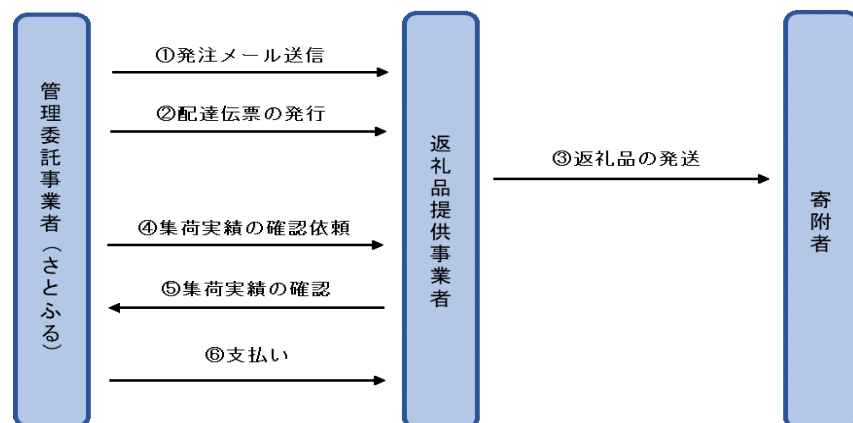 管理委託事業者(さとふる)
①発注メール送信
②配達伝票の発行
④集荷実績の確認依頼
⑤集荷実績の確認
⑥支払い
返礼品提供事業者
③返礼品の発送
寄附者